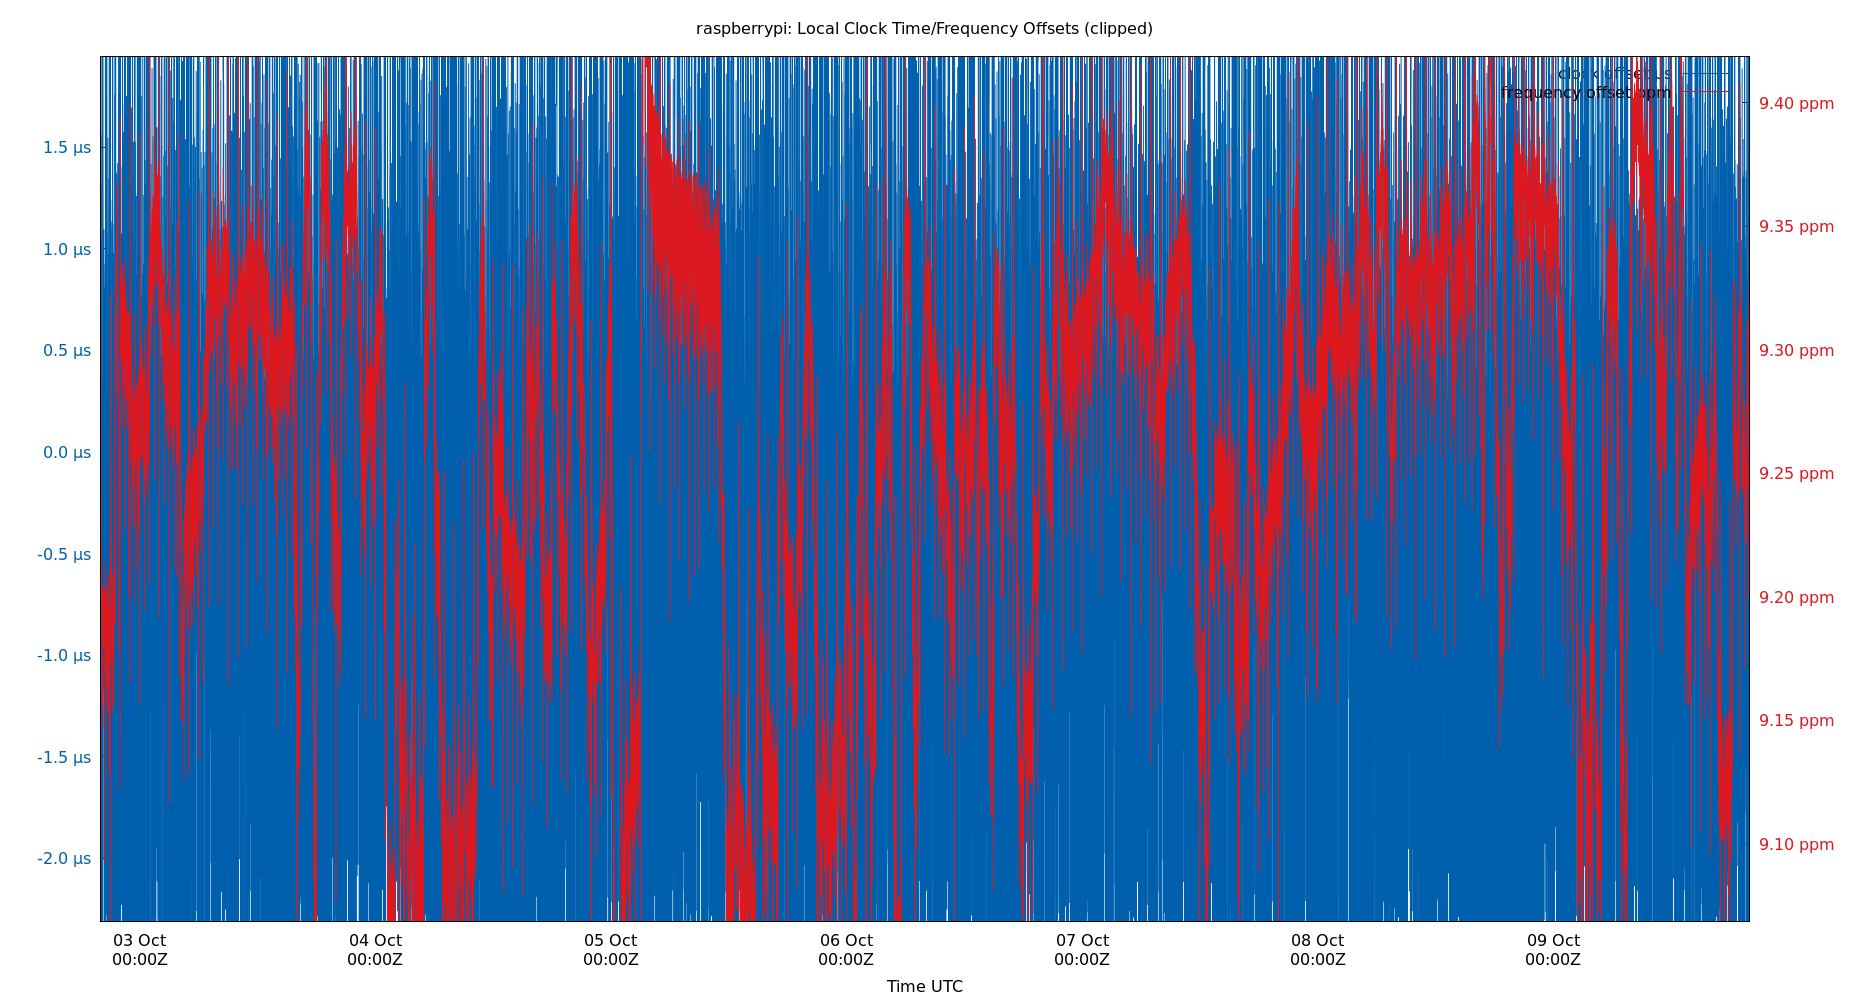 raspberrypi: Local Clock Time/Frequency Offsets (clipped)
clock offset μs
frequency offset ppm
1.5 μs
1.0 μs
0.5 μs
0.0 μs
-0.5 μs
-1.0 μs
-1.5 μs
-2.0 μs
9.40 ppm
9.35 ppm
9.30 ppm
9.25 ppm
9.20 ppm
9.15 ppm
9.10 ppm
03 Oct
00:00Z
04 Oct
00:00Z
05 Oct
00:00Z
06 Oct
00:00Z
07 Oct
00:00Z
08 Oct
00:00Z
09 Oct
00:00Z
Time UTC